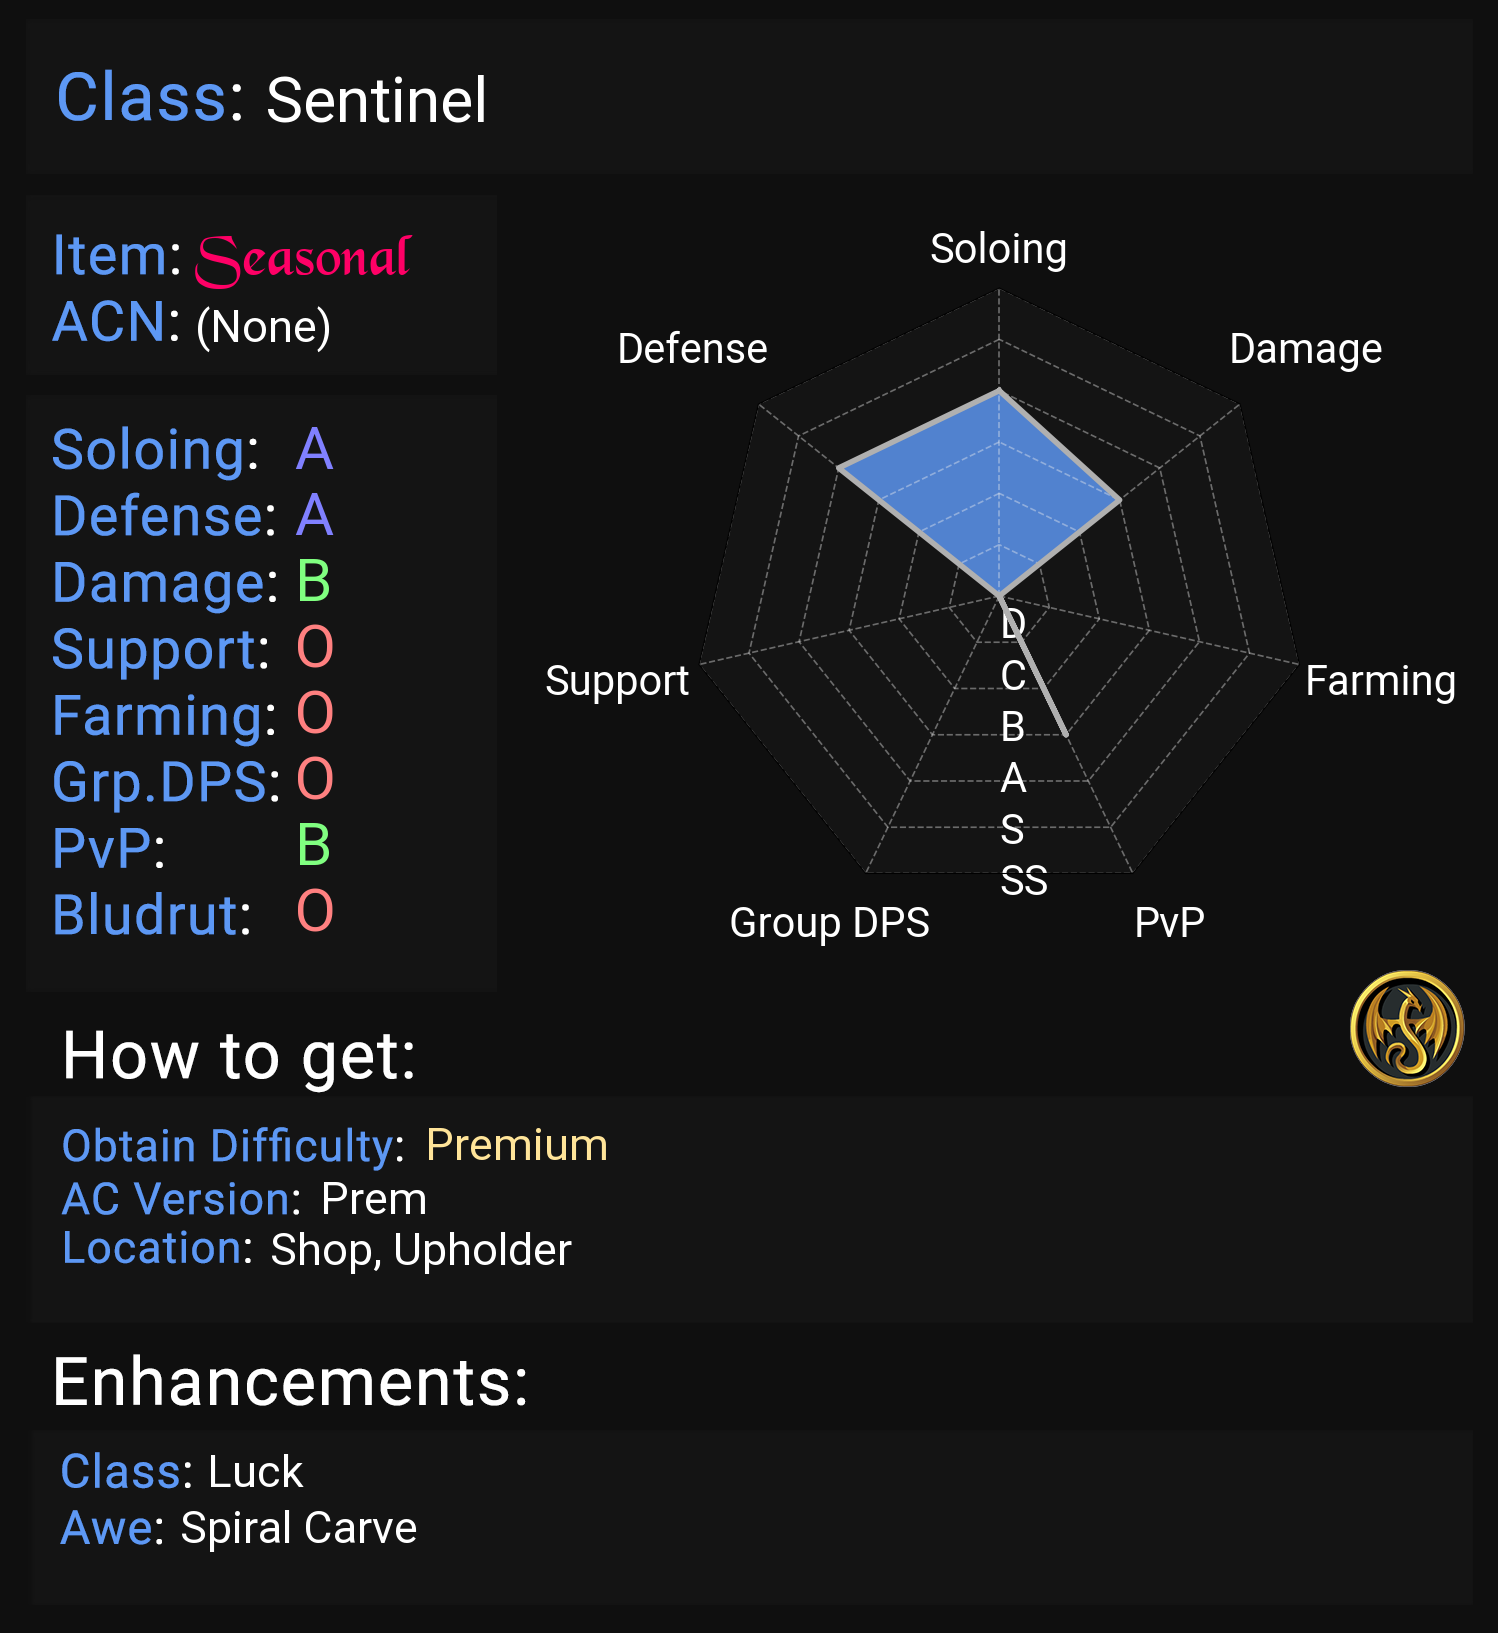 Class: Sentinel
Item: Seasonal
ACN: (None)
Soloing: A
Defense: A
Damage: B
Support: O
Farming: O
Grp.DPS: O
PvP: B
Bludrut: O
Soloing
Defense
Damage
Support
Farming
D
C
B
A
S
SS
Group DPS
PvP
How to get:
Obtain Difficulty: Premium
AC Version: Prem
Location: Shop, Upholder
Enhancements:
Class: Luck
Awe: Spiral Carve